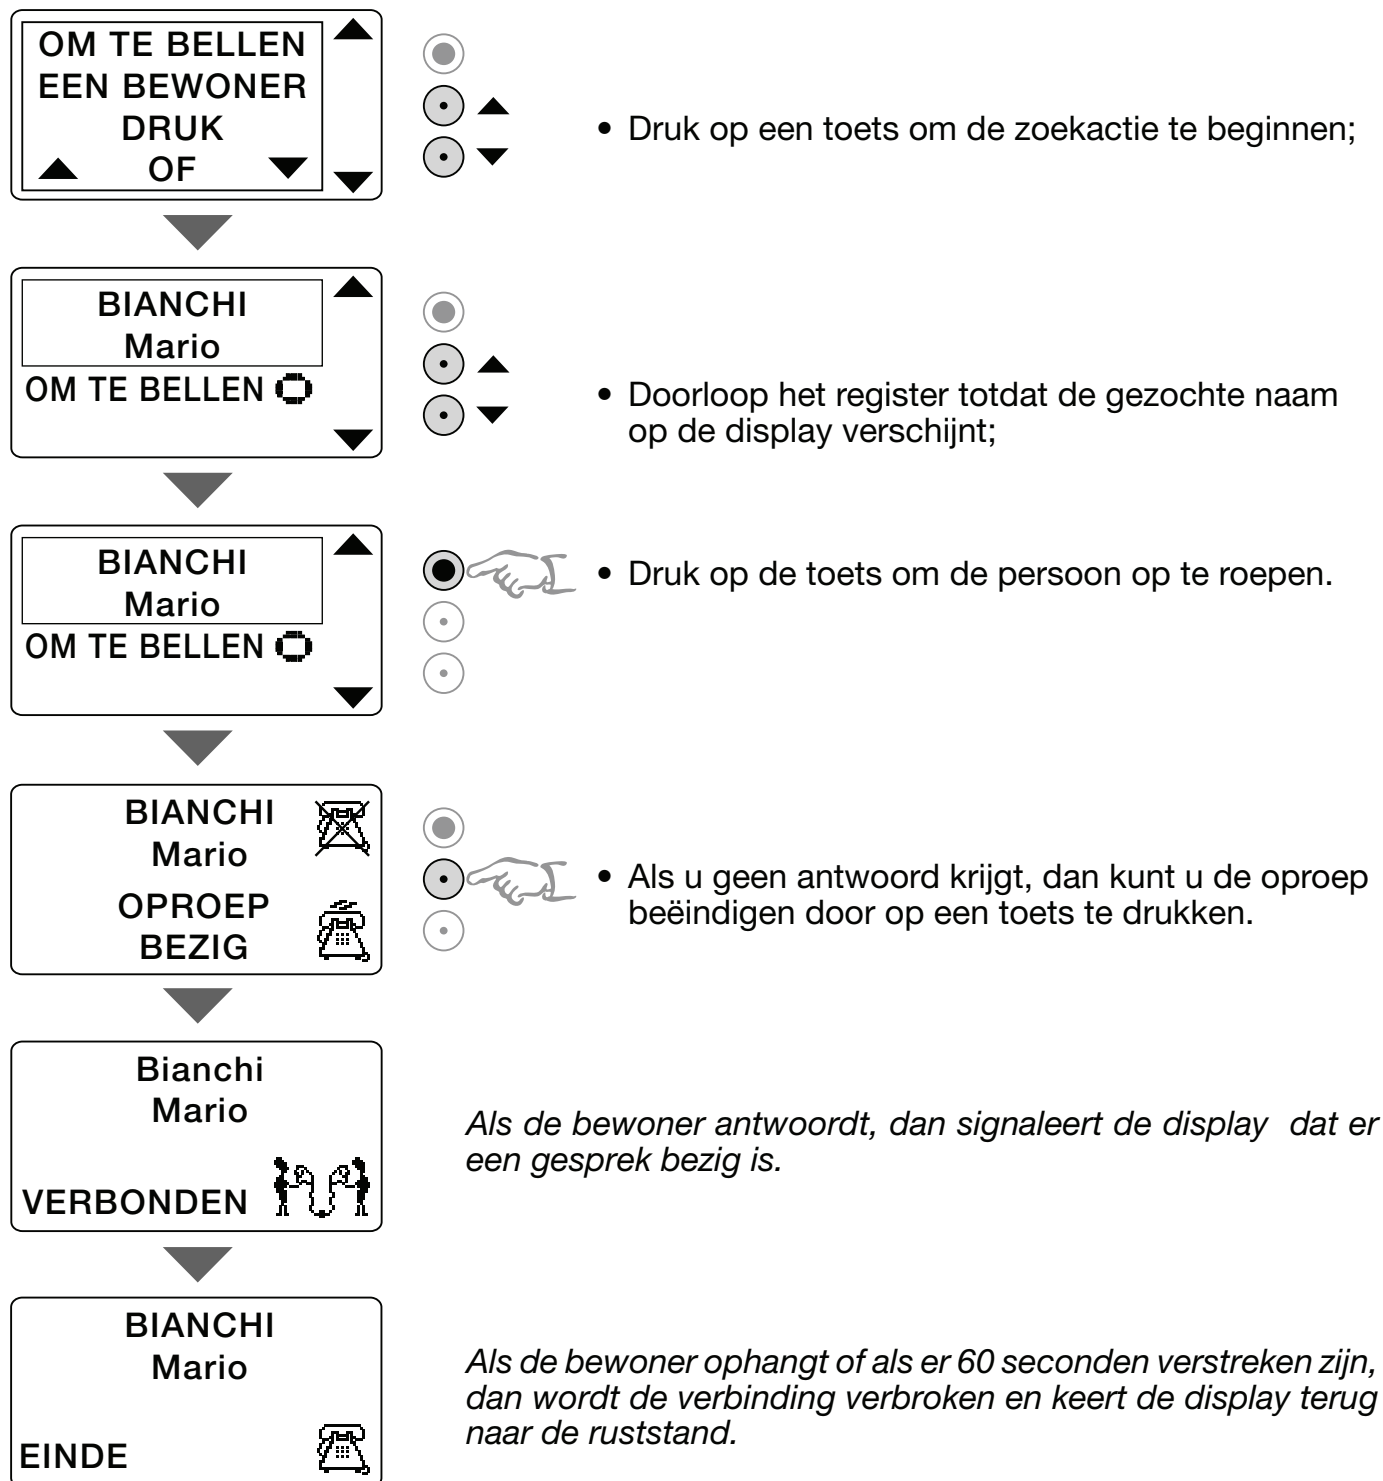 OM TE BELLEN
EEN BEWONER
DRUK
OF
• Druk op een toets om de zoekactie te beginnen;
BIANCHI
Mario
OM TE BELLEN
• Doorloop het register totdat de gezochte naam
op de display verschijnt;
BIANCHI
Mario
OM TE BELLEN
• Druk op de toets om de persoon op te roepen.
BIANCHI
Mario
OPROEP
BEZIG
• Als u geen antwoord krijgt, dan kunt u de oproep
beëindigen door op een toets te drukken.
Bianchi
Mario
VERBONDEN
Als de bewoner antwoordt, dan signaleert de display dat er
een gesprek bezig is.
BIANCHI
Mario
EINDE
Als de bewoner ophangt of als er 60 seconden verstreken zijn,
dan wordt de verbinding verbroken en keert de display terug
naar de ruststand.